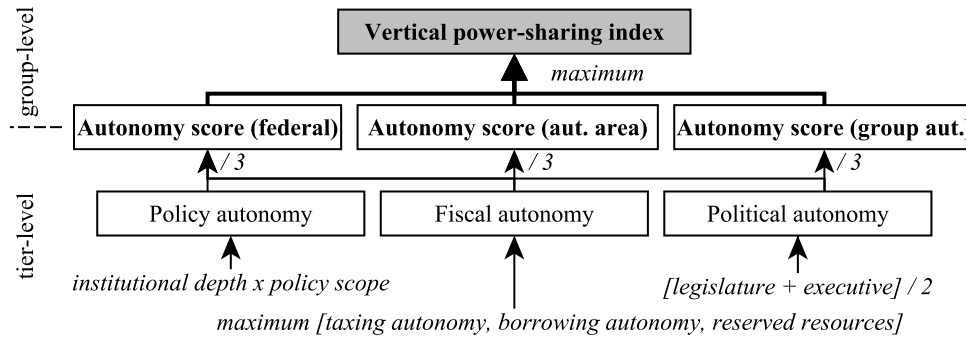 group-level
Vertical power-sharing index
maximum
Autonomy score (federal)
Autonomy score (aut. area)
Autonomy score (group aut.)
/ 3
/ 3
/ 3
tier-level
Policy autonomy
Fiscal autonomy
Political autonomy
institutional depth x policy scope
[legislature + executive] / 2
maximum [taxing autonomy, borrowing autonomy, reserved resources]